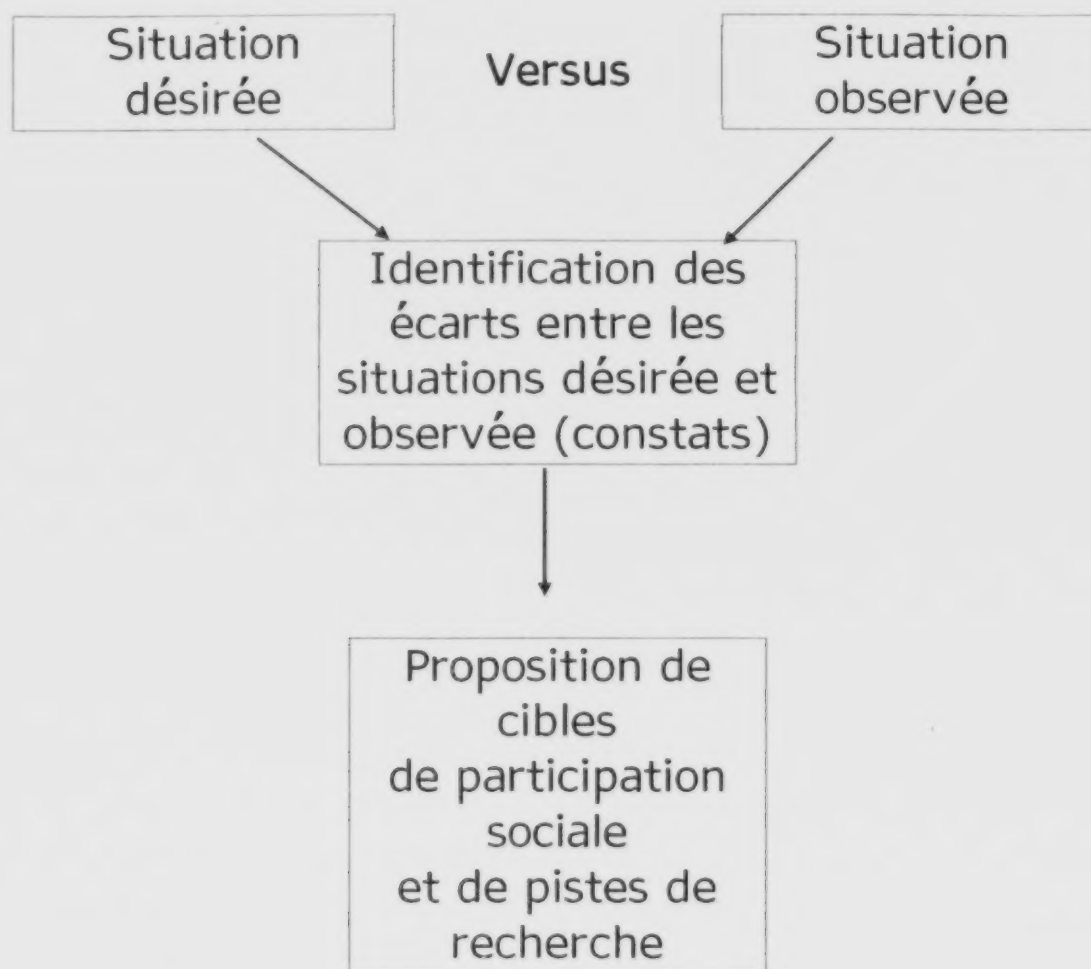 Situation
désirée
Versus
Situation
observée
Identification des
écarts entre les
situations désirée et
observée (constats)
Proposition de
cibles
de participation
sociale
et de pistes de
recherche